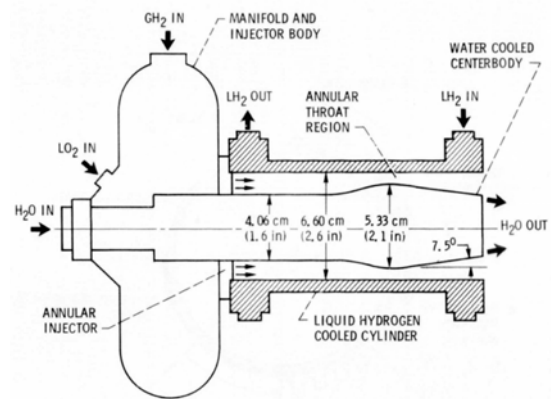 GH2 IN
MANIFOLD AND
INJECTOR BODY
WATER COOLED
CENTERBODY
LH2 OUT
ANNULAR
THROAT
REGION
LH2 IN
LO2 IN
H2O IN
4.06 cm
(1.6 in)
6.60 cm
(2.6 in)
5.33 cm
(2.1 in)
H2O OUT
7.5°
ANNULAR
INJECTOR
LIQUID HYDROGEN
COOLED CYLINDER